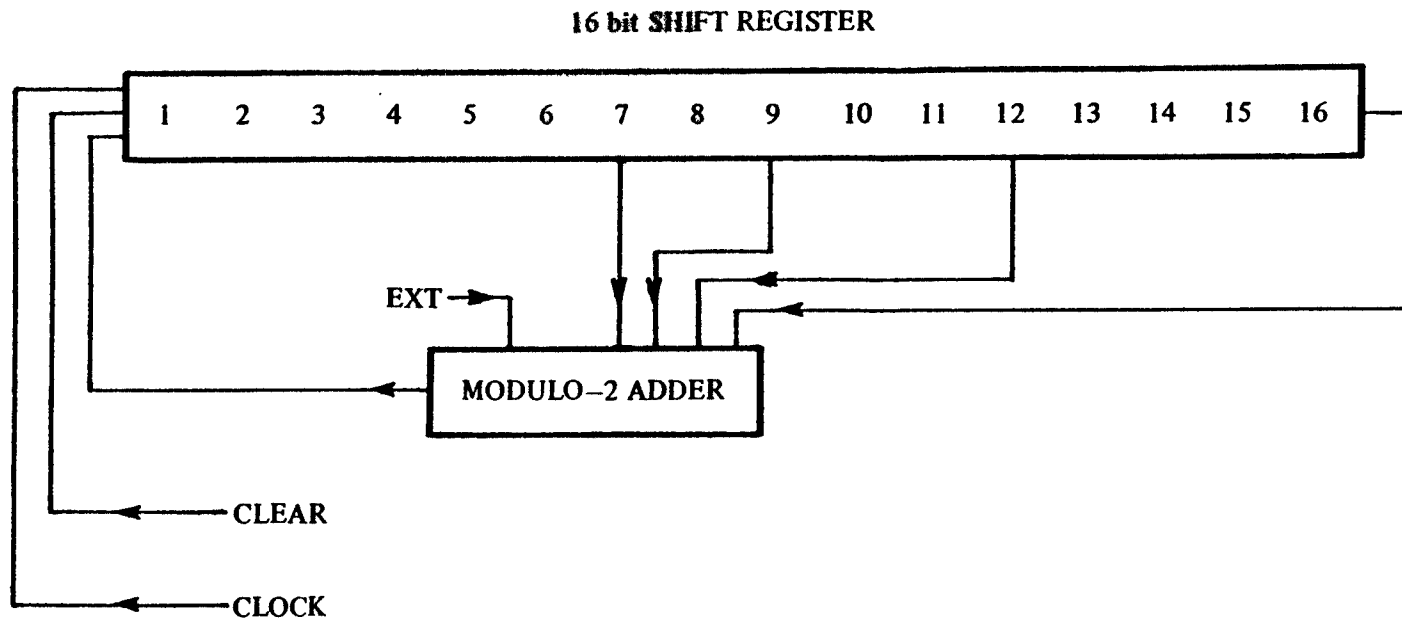 16 bit SHIFT REGISTER
1 2 3 4 5 6 7 8 9 10 11 12 13 14 15 16
EXT
MODULO-2 ADDER
CLEAR
CLOCK